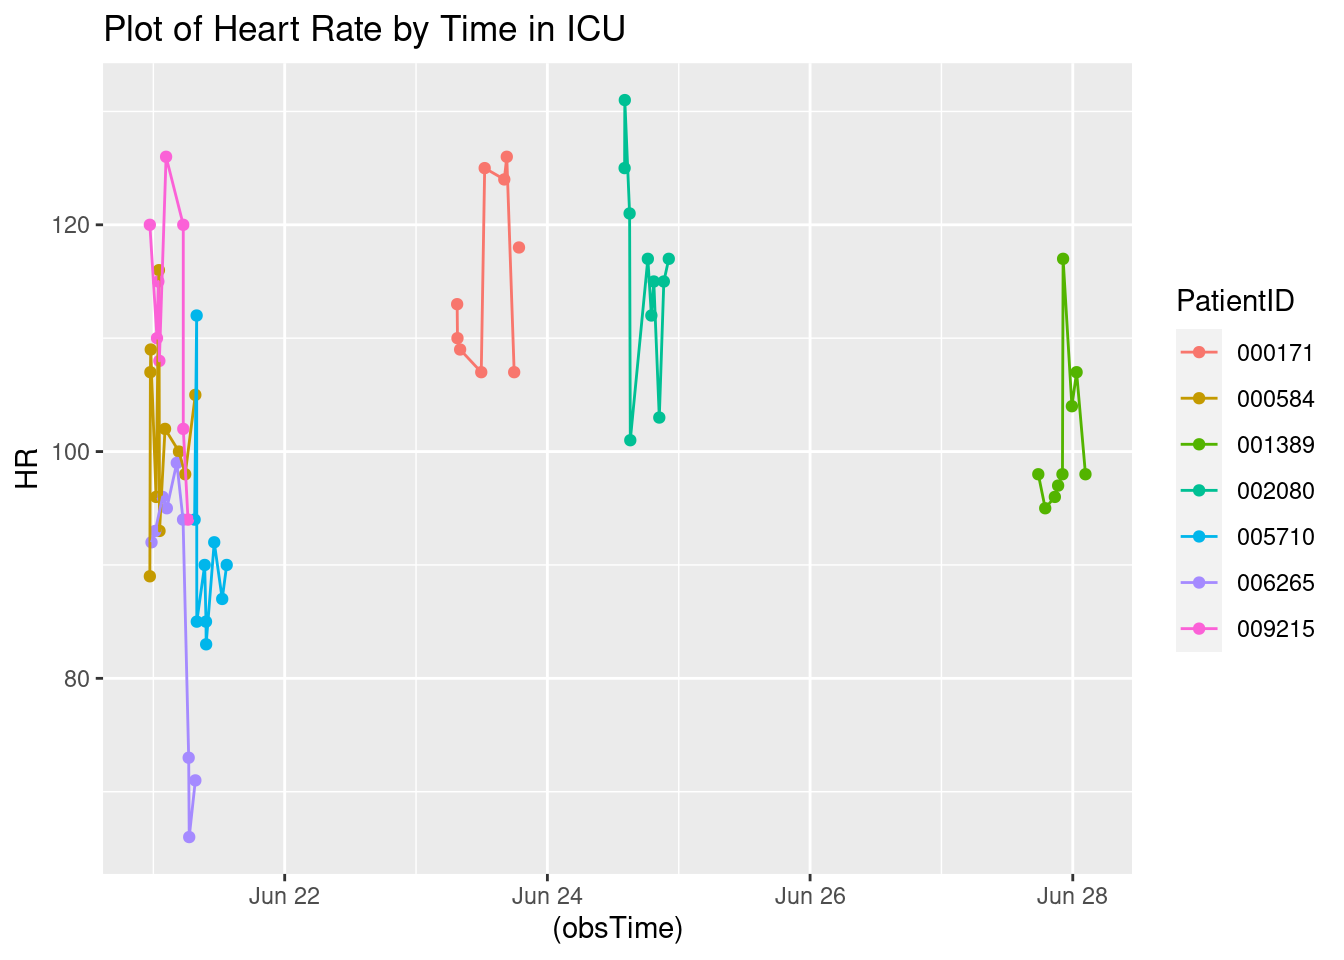 Plot of Heart Rate by Time in ICU
120
100
80
HR
Jun 22
Jun 24
Jun 26
Jun 28
(obsTime)
PatientID
000171
000584
001389
002080
005710
006265
009215